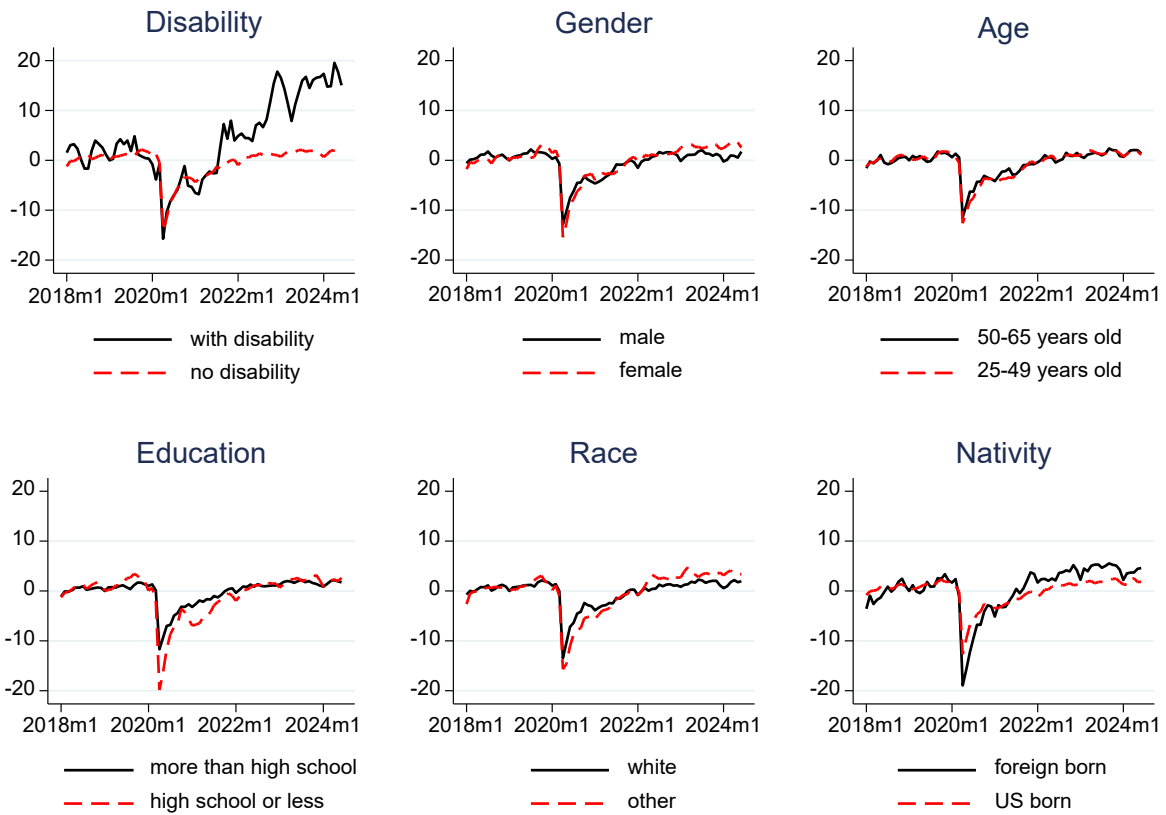 Disability
20
10
0
-10
-20
2018m1 2020m1 2022m1 2024m1
with disability
no disability
Gender
20
10
0
-10
-20
2018m1 2020m1 2022m1 2024m1
male
female
Age
20
10
0
-10
-20
2018m1 2020m1 2022m1 2024m1
50-65 years old
25-49 years old
Education
20
10
0
-10
-20
2018m1 2020m1 2022m1 2024m1
more than high school
high school or less
Race
20
10
0
-10
-20
2018m1 2020m1 2022m1 2024m1
white
other
Nativity
20
10
0
-10
-20
2018m1 2020m1 2022m1 2024m1
foreign born
US born